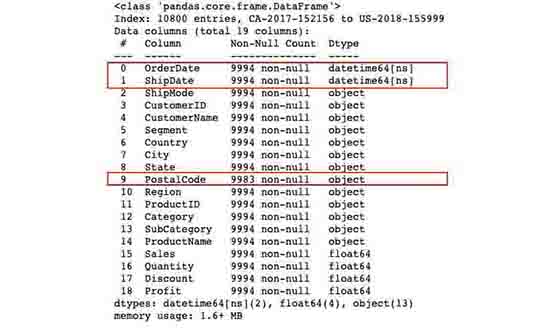 <class 'pandas.core.frame.DataFrame'>
Index: 10800 entries, CA-2017-152156 to US-2018-155999
Data columns (total 19 columns):
 #   Column        Non-Null Count  Dtype
---  ------        --------------  -----
 0   OrderDate     9994 non-null   datetime64[ns]
 1   ShipDate      9994 non-null   datetime64[ns]
 2   ShipMode      9994 non-null   object
 3   CustomerID    9994 non-null   object
 4   CustomerName  9994 non-null   object
 5   Segment       9994 non-null   object
 6   Country       9994 non-null   object
 7   City          9994 non-null   object
 8   State         9994 non-null   object
 9   PostalCode    9983 non-null   object
 10  Region        9994 non-null   object
 11  ProductID     9994 non-null   object
 12  Category      9994 non-null   object
 13  SubCategory   9994 non-null   object
 14  ProductName   9994 non-null   object
 15  Sales         9994 non-null   float64
 16  Quantity      9994 non-null   float64
 17  Discount      9994 non-null   float64
 18  Profit        9994 non-null   float64
dtypes: datetime64[ns](2), float64(4), object(13)
memory usage: 1.6+ MB